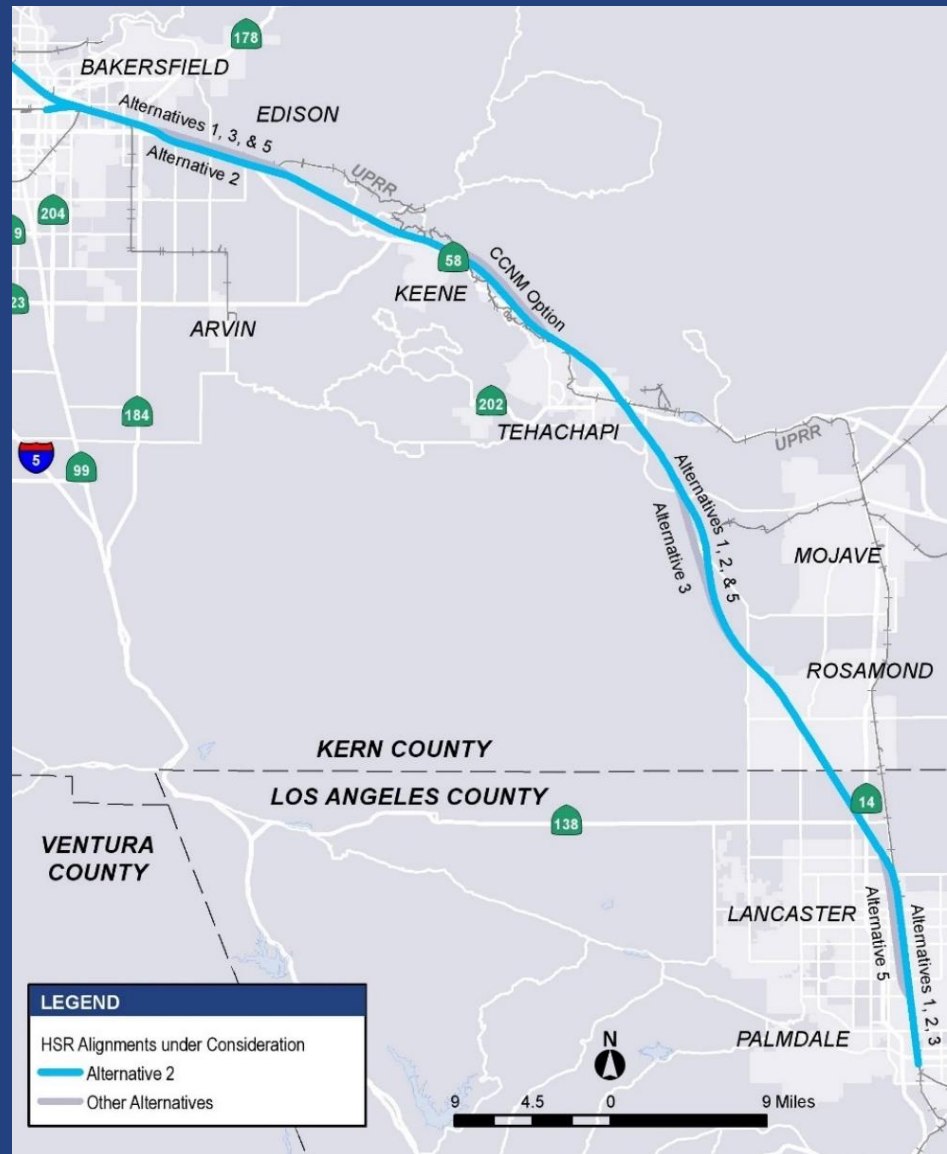 178
BAKERSFIELD
Alternatives 1, 3, & 5
EDISON
Alternative 2
UPRR
204
9
58
CCNM Option
KEENE
23
ARVIN
202
184
TEHACHAPI
UPRR
5
99
Alternatives 1, 2, & 5
Alternative 3
MOJAVE
ROSAMOND
KERN COUNTY
LOS ANGELES COUNTY
14
138
VENTURA
COUNTY
LANCASTER
Alternative 5
Alternatives 1, 2, 3
LEGEND
HSR Alignments under Consideration
Alternative 2
Other Alternatives
PALMDALE
N
9 4.5 0 9 Miles